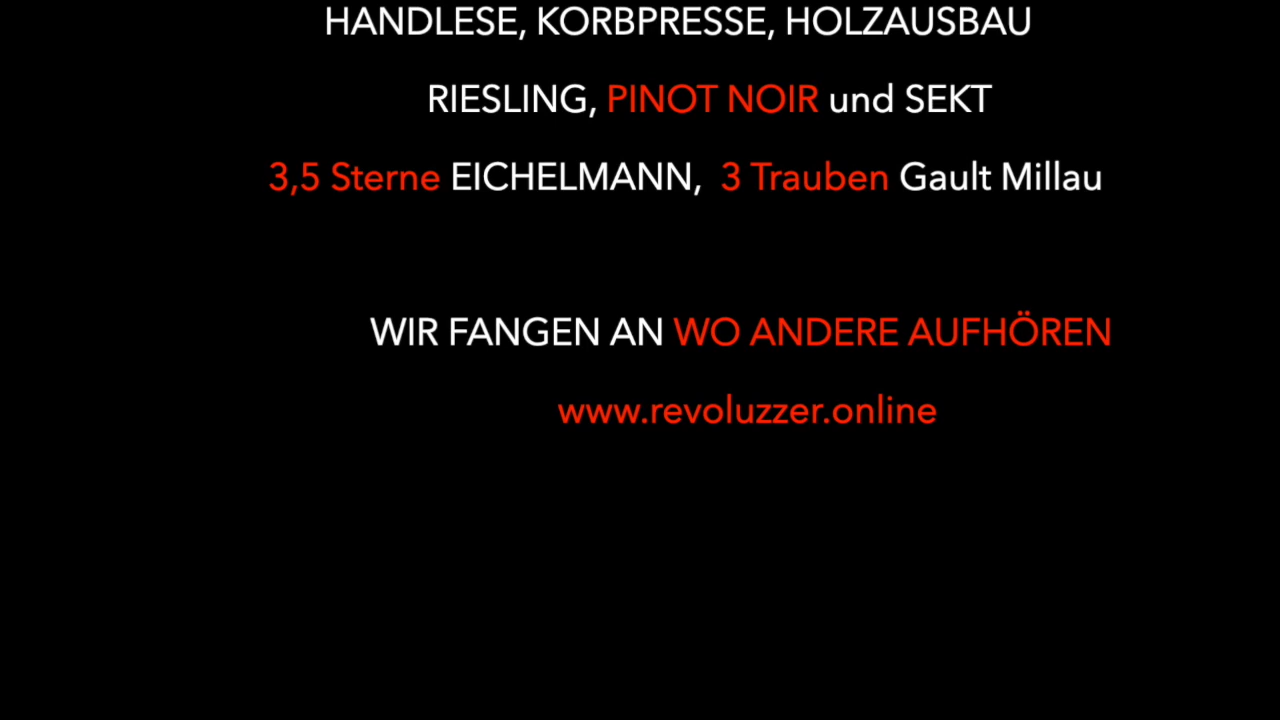 HANDLESE, KORBPRESSE, HOLZAUSBAU
RIESLING, PINOT NOIR und SEKT
3,5 Sterne EICHELMANN, 3 Trauben Gault Millau
WIR FANGEN AN WO ANDERE AUFHÖREN
www.revoluzzer.online